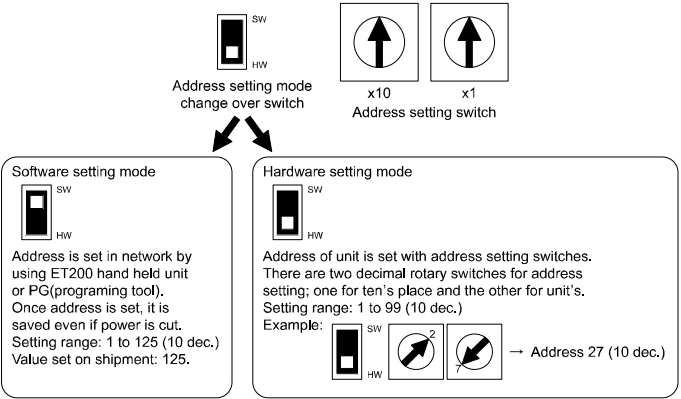 SW
HW
Address setting mode
change over switch
x10
x1
Address setting switch
Software setting mode
SW
HW
Address is set in network by
using ET200 hand held unit
or PG(programing tool).
Once address is set, it is
saved even if power is cut.
Setting range: 1 to 125 (10 dec.)
Value set on shipment: 125.
Hardware setting mode
SW
HW
Address of unit is set with address setting switches.
There are two decimal rotary switches for address
setting; one for ten's place and the other for unit's.
Setting range: 1 to 99 (10 dec.)
Example:
SW
HW
2
7
→ Address 27 (10 dec.)